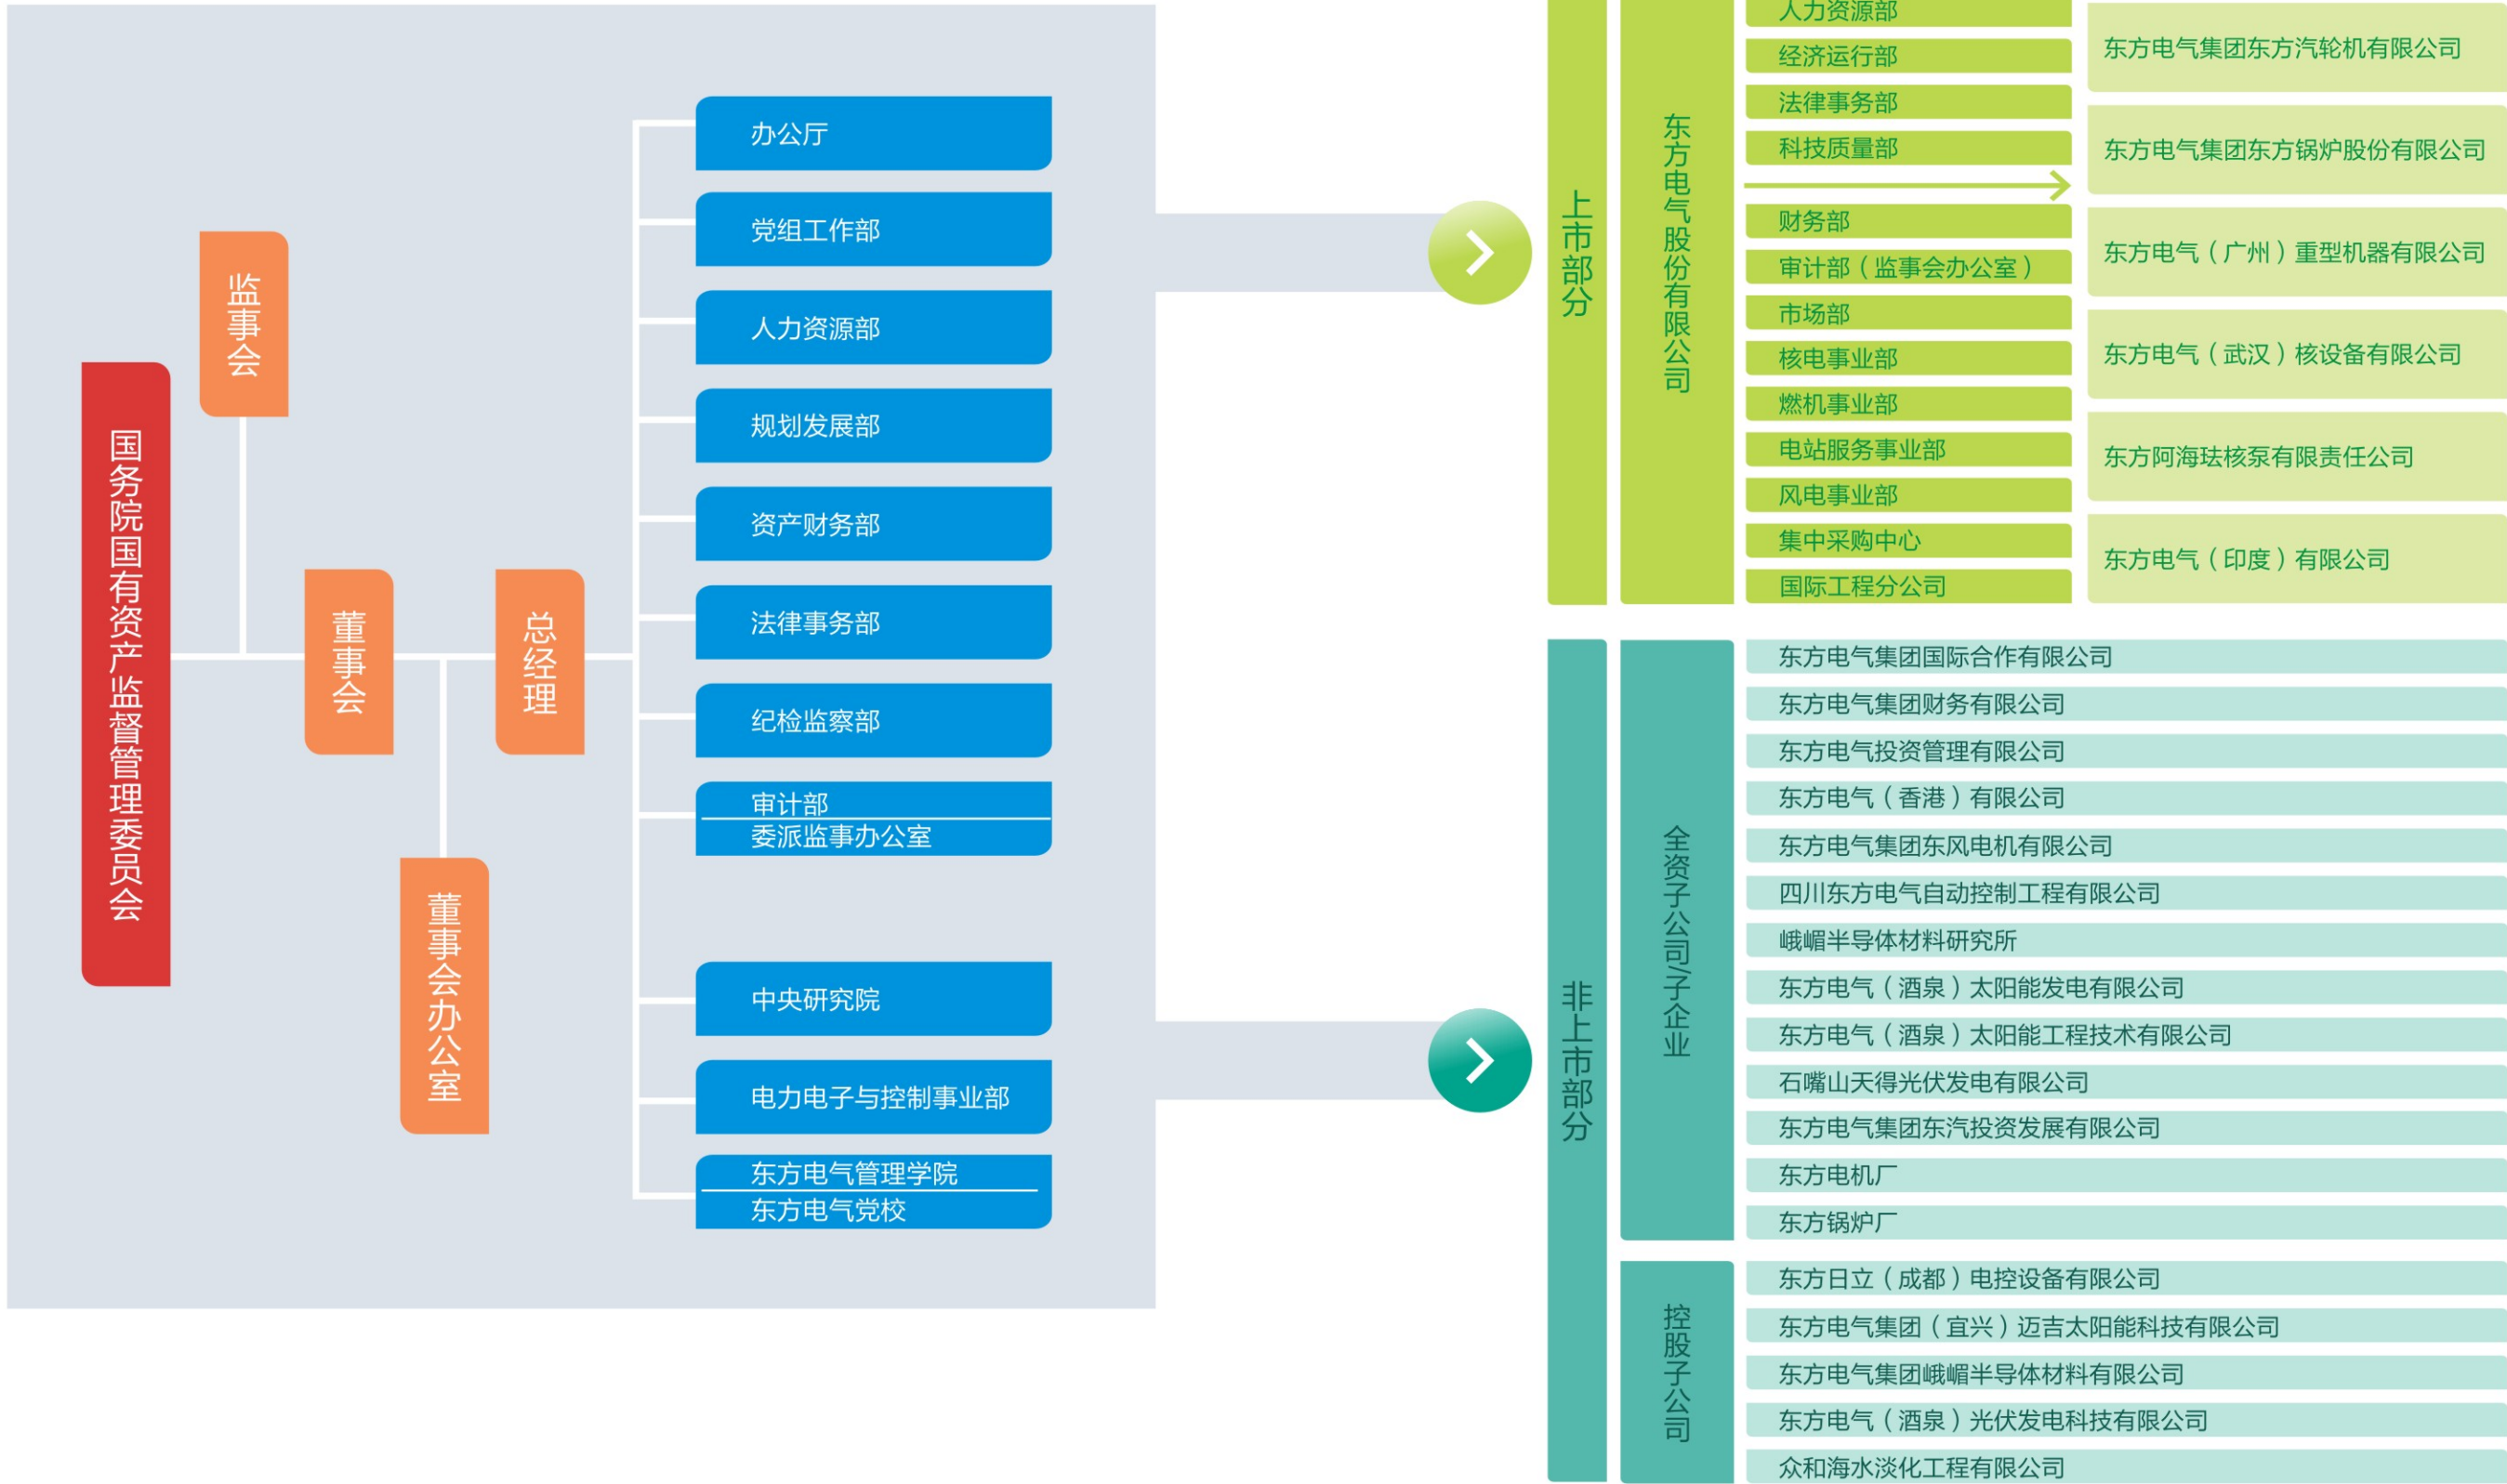 国务院国有资产监督管理委员会
监事会
董事会
董事会办公室
总经理
办公厅
党组工作部
人力资源部
规划发展部
资产财务部
法律事务部
纪检监察部
审计部
委派监事办公室
中央研究院
电力电子与控制事业部
东方电气管理学院
东方电气党校
上市部分
东方电气股份有限公司
人力资源部
经济运行部
法律事务部
科技质量部
财务部
审计部（监事会办公室）
市场部
核电事业部
燃机事业部
电站服务事业部
风电事业部
集中采购中心
国际工程分公司
东方电气集团东方汽轮机有限公司
东方电气集团东方锅炉股份有限公司
东方电气（广州）重型机器有限公司
东方电气（武汉）核设备有限公司
东方阿海珐核泵有限责任公司
东方电气（印度）有限公司
非上市部分
全资子公司/子企业
东方电气集团国际合作有限公司
东方电气集团财务有限公司
东方电气投资管理有限公司
东方电气（香港）有限公司
东方电气集团东风电机有限公司
四川东方电气自动控制工程有限公司
峨嵋半导体材料研究所
东方电气（酒泉）太阳能发电有限公司
东方电气（酒泉）太阳能工程技术有限公司
石嘴山天得光伏发电有限公司
东方电气集团东汽投资发展有限公司
东方电机厂
东方锅炉厂
控股子公司
东方日立（成都）电控设备有限公司
东方电气集团（宜兴）迈吉太阳能科技有限公司
东方电气集团峨嵋半导体材料有限公司
东方电气（酒泉）光伏发电科技有限公司
众和海水淡化工程有限公司